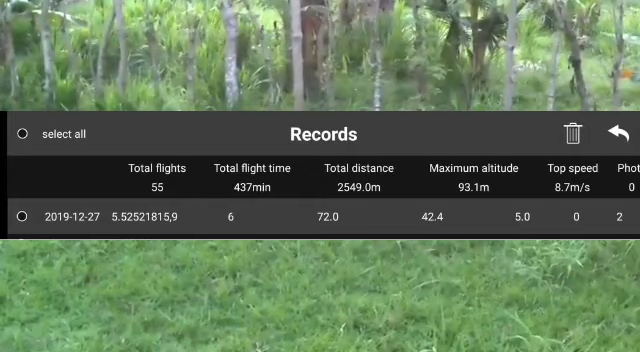 select all Records
Total flights Total flight time Total distance Maximum altitude Top speed Phot
55 437min 2549.0m 93.1m 8.7m/s 0
2019-12-27 5.52521815,9 6 72.0 42.4 5.0 0 2